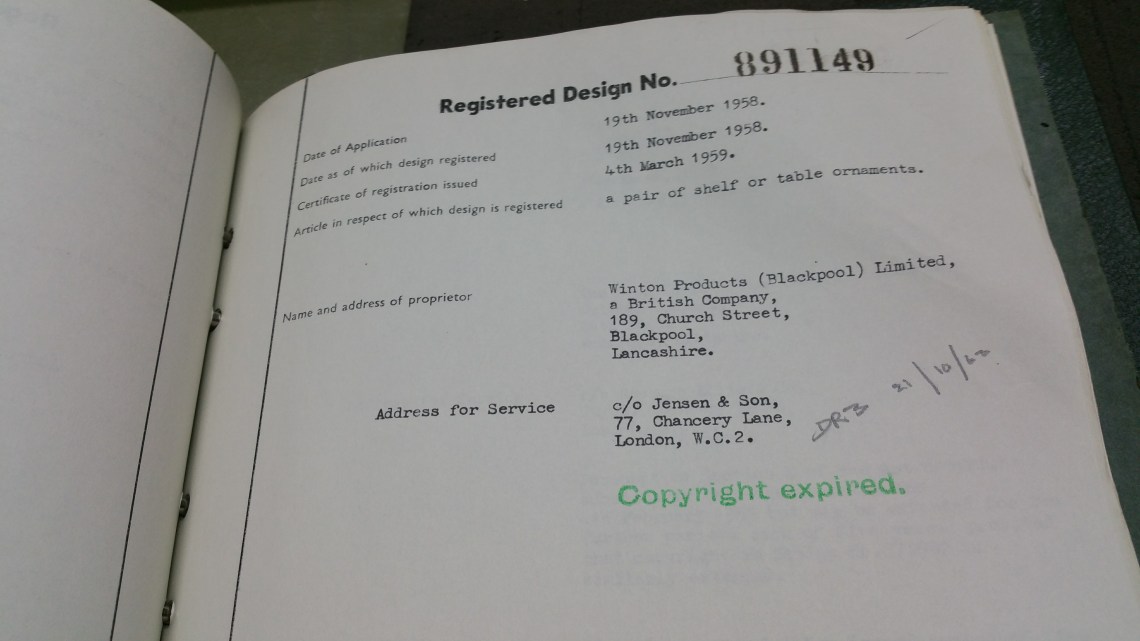 Registered Design No. 891149
Date of Application 19th November 1958.
Date as of which design registered 19th November 1958.
Certificate of registration issued 4th March 1959.
Article in respect of which design is registered a pair of shelf or table ornaments.
Name and address of proprietor Winton Products (Blackpool) Limited,
a British Company,
189, Church Street,
Blackpool,
Lancashire.
Address for Service c/o Jensen & Son,
77, Chancery Lane,
London, W.C.2.
Copyright expired.